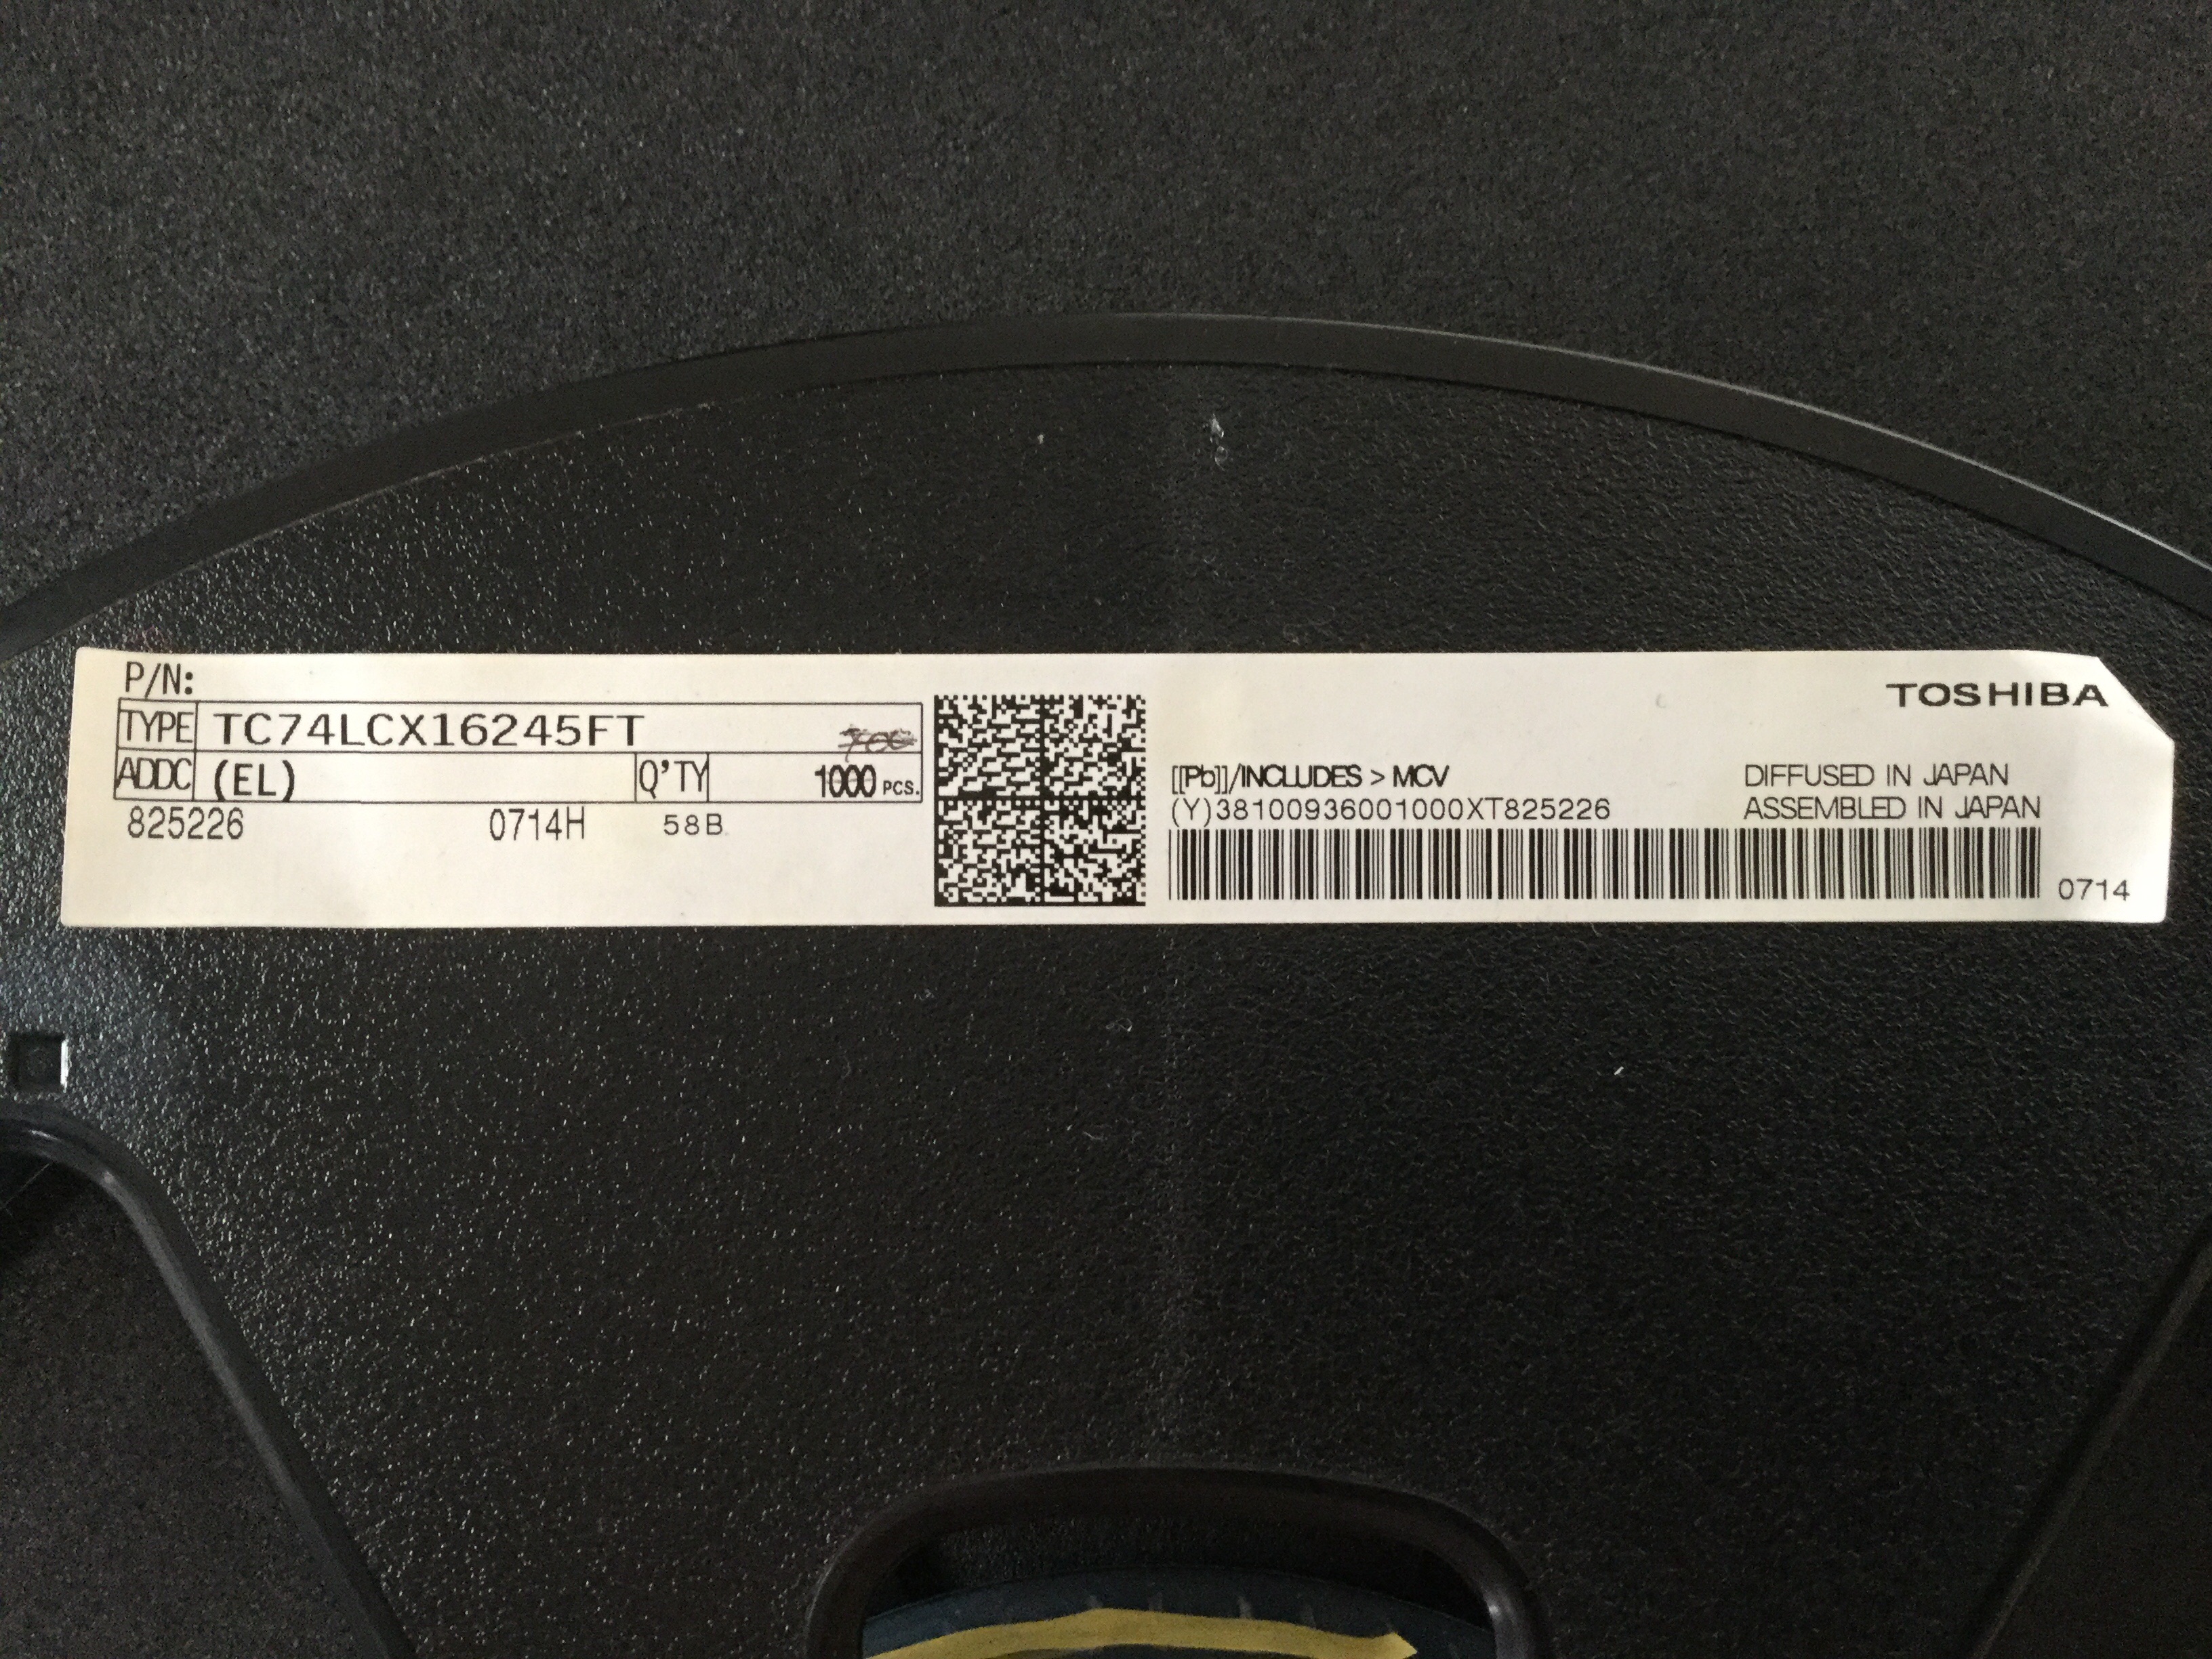 P/N:
TYPE TC74LCX16245FT
ADDC (EL) Q'TY 1000 PCS.
825226 0714H 58B
TOSHIBA
[[Pb]]/INCLUDES > MCV
DIFFUSED IN JAPAN
(Y)38100936001000XT825226
ASSEMBLED IN JAPAN
0714